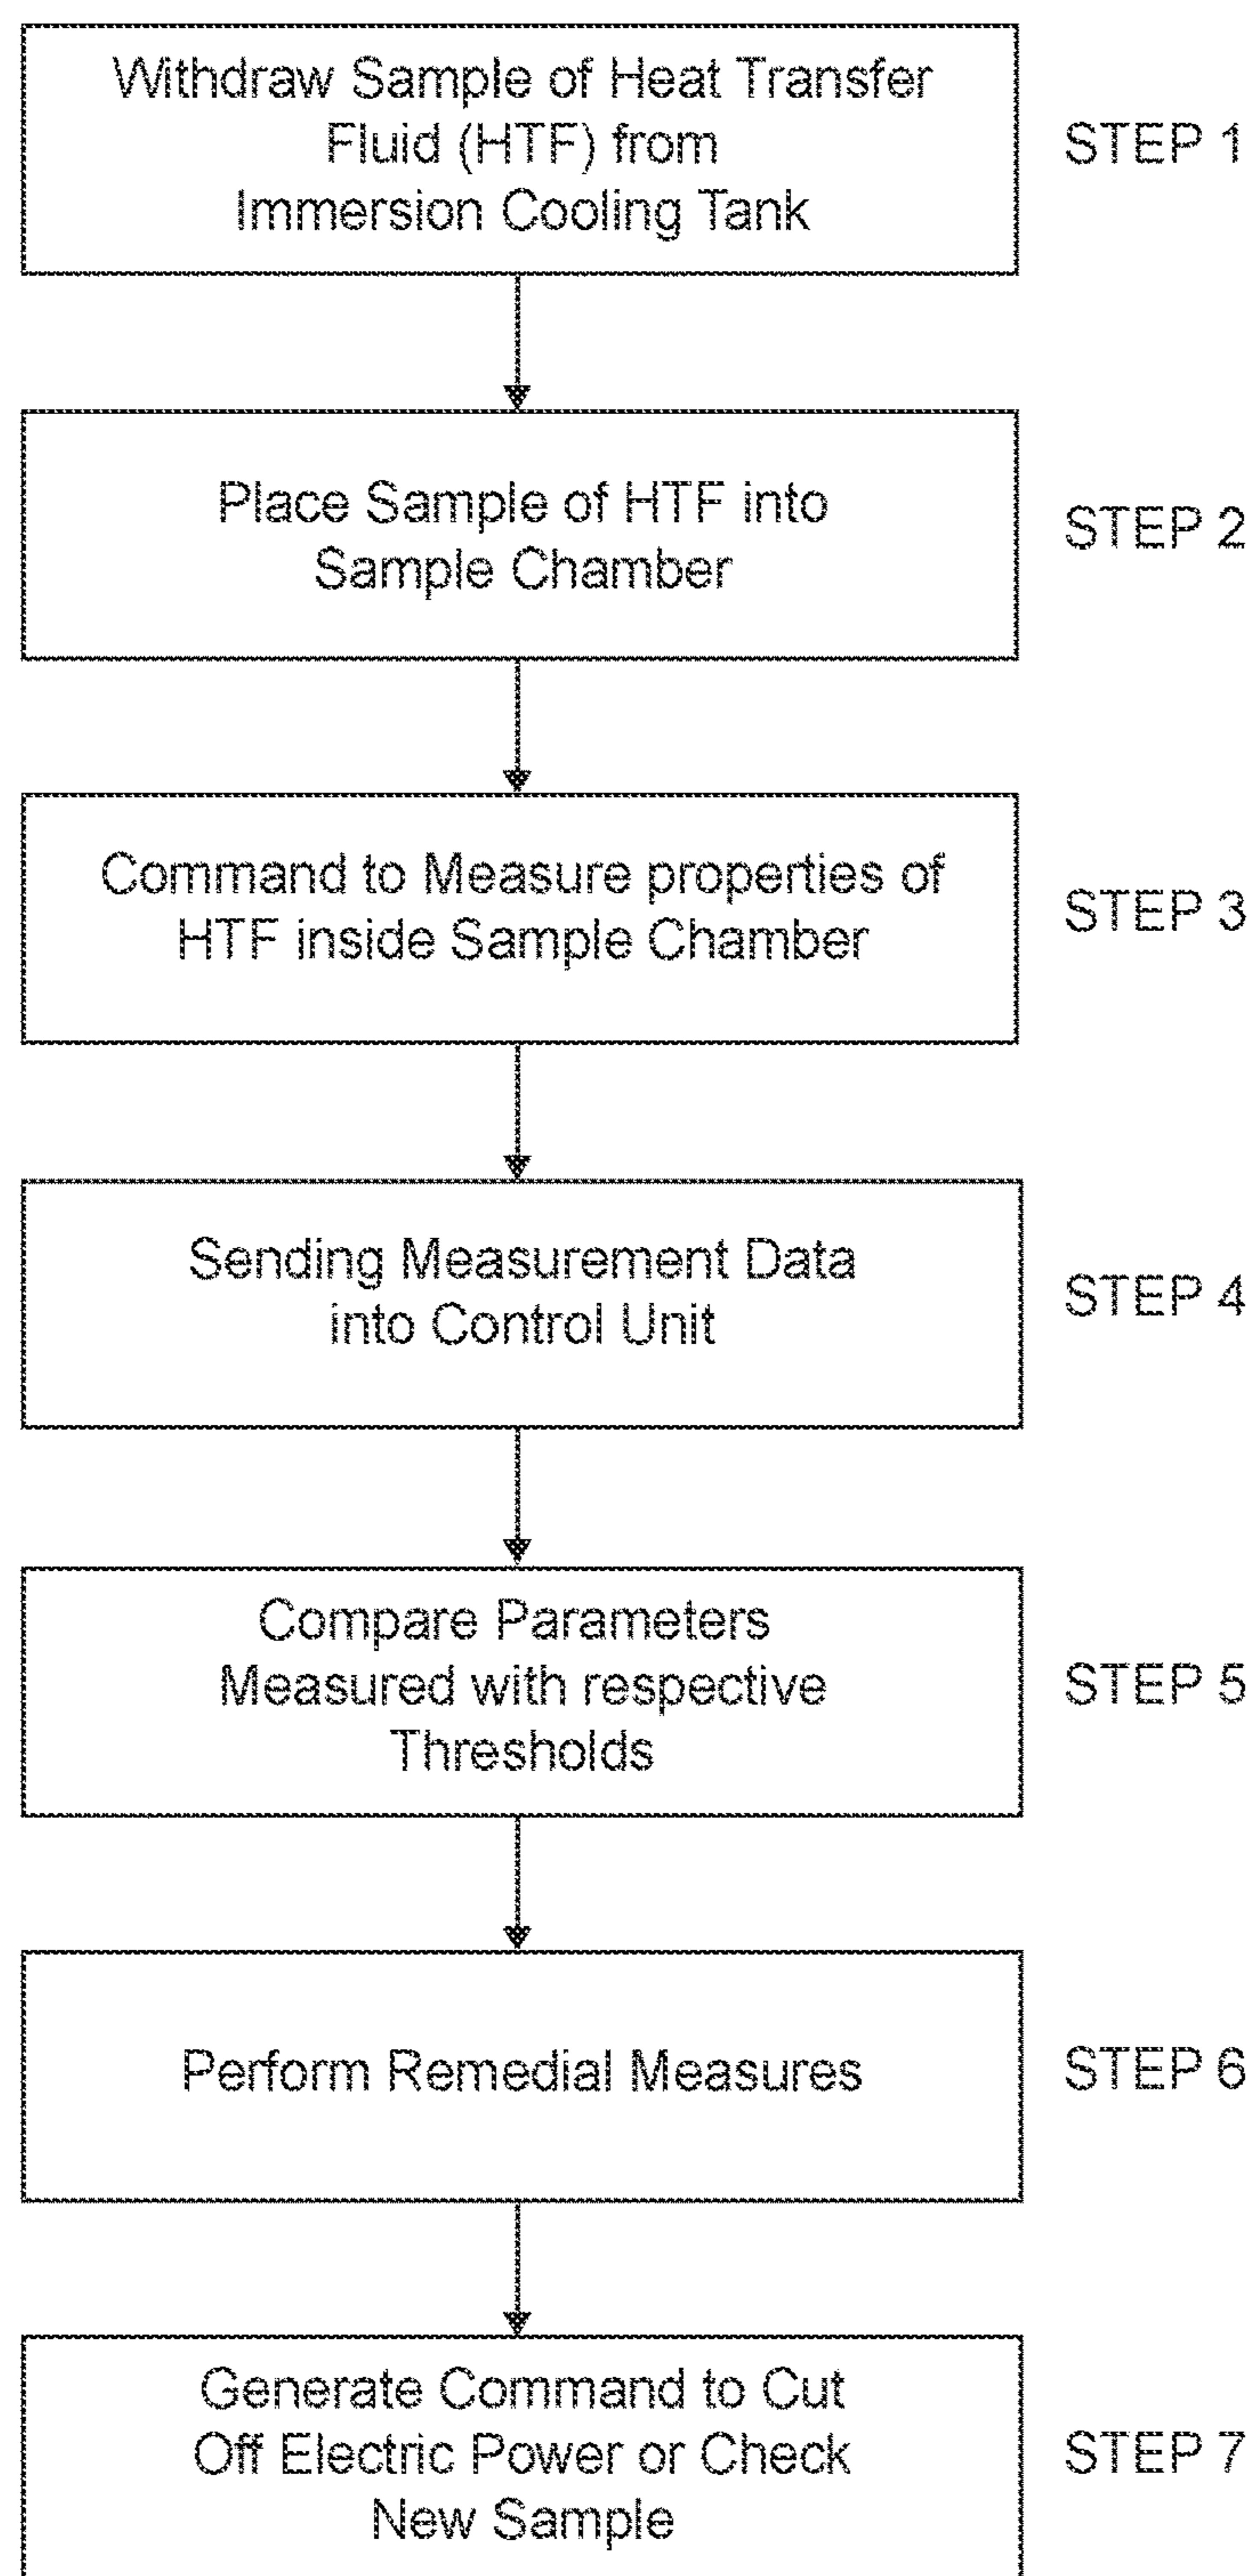 Withdraw Sample of Heat Transfer
Fluid (HTF) from
Immersion Cooling Tank
STEP 1
Place Sample of HTF into
Sample Chamber
STEP 2
Command to Measure properties of
HTF inside Sample Chamber
STEP 3
Sending Measurement Data
into Control Unit
STEP 4
Compare Parameters
Measured with respective
Thresholds
STEP 5
Perform Remedial Measures
STEP 6
Generate Command to Cut
Off Electric Power or Check
New Sample
STEP 7